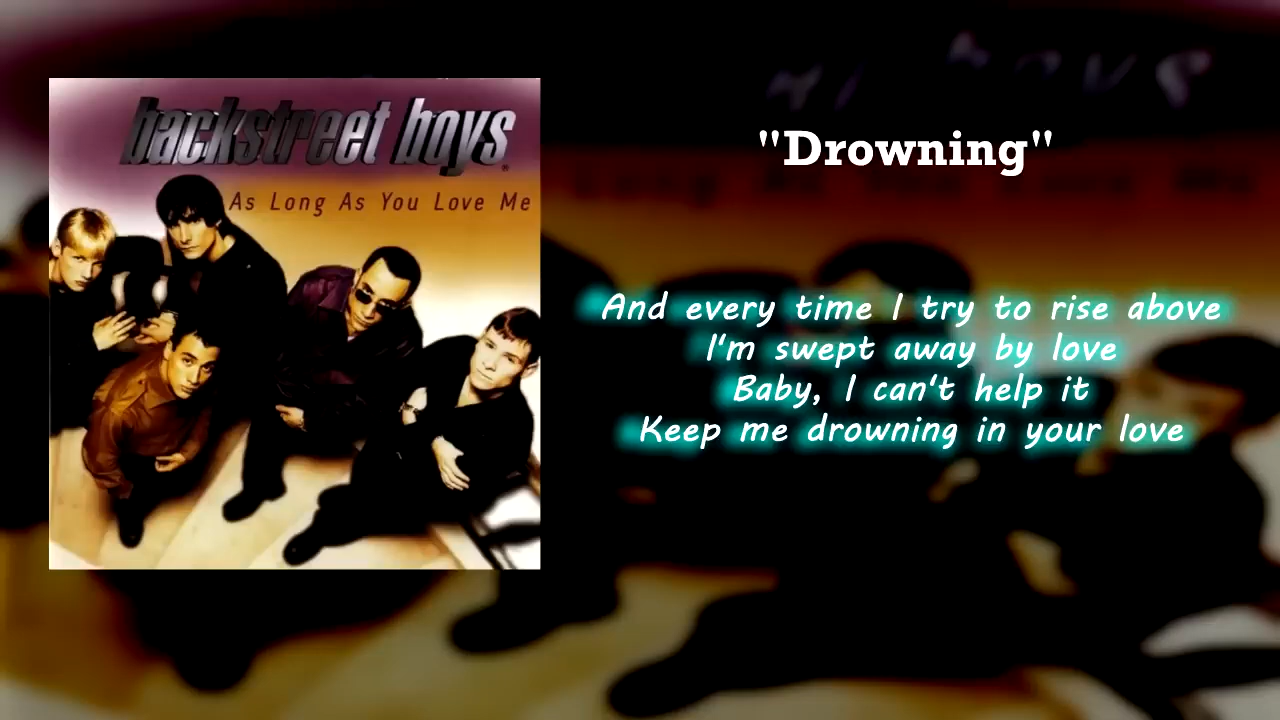 backstreet boys
As Long As You Love Me
"Drowning"
And every time I try to rise above
I'm swept away by love
Baby, I can't help it
Keep me drowning in your love